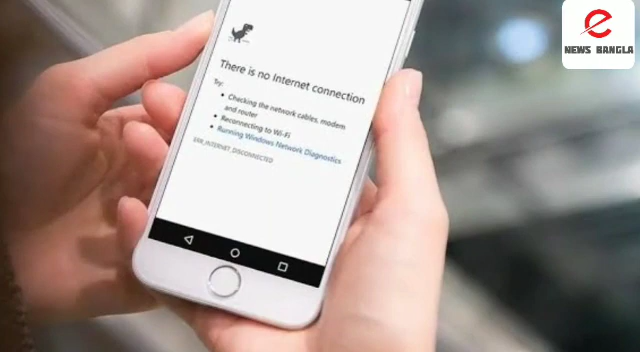 e
NEWS BANGLA
There is no Internet connection
Try:
Checking the network cables, modem
and router
Reconnecting to Wi-Fi
Running Windows Network Diagnostics
ERR_INTERNET_DISCONNECTED